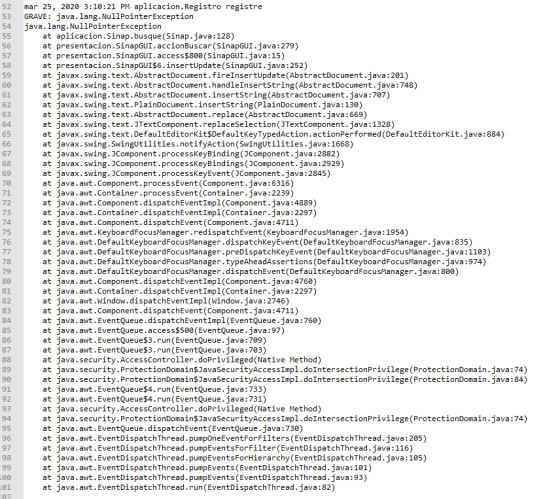 52 mar 25, 2020 3:10:21 PM aplicacion.Registro registre
53 GRAVE: java.lang.NullPointerException
54 java.lang.NullPointerException
55 at aplicacion.Sinap.busque(Sinap.java:128)
56 at presentacion.SinapGUI.accionBuscar(SinapGUI.java:279)
57 at presentacion.SinapGUI.access$800(SinapGUI.java:15)
58 at presentacion.SinapGUI$6.insertUpdate(SinapGUI.java:252)
59 at javax.swing.text.AbstractDocument.fireInsertUpdate(AbstractDocument.java:201)
60 at javax.swing.text.AbstractDocument.handleInsertString(AbstractDocument.java:748)
61 at javax.swing.text.AbstractDocument.insertString(AbstractDocument.java:707)
62 at javax.swing.text.PlainDocument.insertString(PlainDocument.java:130)
63 at javax.swing.text.AbstractDocument.replace(AbstractDocument.java:669)
64 at javax.swing.text.JTextComponent.replaceSelection(JTextComponent.java:1328)
65 at javax.swing.text.DefaultEditorKit$DefaultKeyTypedAction.actionPerformed(DefaultEditorKit.java:884)
66 at javax.swing.SwingUtilities.notifyAction(SwingUtilities.java:1668)
67 at javax.swing.JComponent.processKeyBinding(JComponent.java:2882)
68 at javax.swing.JComponent.processKeyBindings(JComponent.java:2929)
69 at javax.swing.JComponent.processKeyEvent(JComponent.java:2845)
70 at java.awt.Component.processEvent(Component.java:6316)
71 at java.awt.Container.processEvent(Container.java:2239)
72 at java.awt.Component.dispatchEventImpl(Component.java:4889)
73 at java.awt.Container.dispatchEventImpl(Container.java:2297)
74 at java.awt.Component.dispatchEvent(Component.java:4711)
75 at java.awt.KeyboardFocusManager.redispatchEvent(KeyboardFocusManager.java:1954)
76 at java.awt.DefaultKeyboardFocusManager.dispatchKeyEvent(DefaultKeyboardFocusManager.java:835)
77 at java.awt.DefaultKeyboardFocusManager.preDispatchKeyEvent(DefaultKeyboardFocusManager.java:1103)
78 at java.awt.DefaultKeyboardFocusManager.typeAheadAssertions(DefaultKeyboardFocusManager.java:974)
79 at java.awt.DefaultKeyboardFocusManager.dispatchEvent(DefaultKeyboardFocusManager.java:800)
80 at java.awt.Component.dispatchEventImpl(Component.java:4760)
81 at java.awt.Container.dispatchEventImpl(Container.java:2297)
82 at java.awt.Window.dispatchEventImpl(Window.java:2746)
83 at java.awt.Component.dispatchEvent(Component.java:4711)
84 at java.awt.EventQueue.dispatchEventImpl(EventQueue.java:760)
85 at java.awt.EventQueue.access$500(EventQueue.java:97)
86 at java.awt.EventQueue$3.run(EventQueue.java:709)
87 at java.awt.EventQueue$3.run(EventQueue.java:703)
88 at java.security.AccessController.doPrivileged(Native Method)
89 at java.security.ProtectionDomain$JavaSecurityAccessImpl.doIntersectionPrivilege(ProtectionDomain.java:74)
90 at java.security.ProtectionDomain$JavaSecurityAccessImpl.doIntersectionPrivilege(ProtectionDomain.java:84)
91 at java.awt.EventQueue$4.run(EventQueue.java:733)
92 at java.awt.EventQueue$4.run(EventQueue.java:731)
93 at java.security.AccessController.doPrivileged(Native Method)
94 at java.security.ProtectionDomain$JavaSecurityAccessImpl.doIntersectionPrivilege(ProtectionDomain.java:74)
95 at java.awt.EventQueue.dispatchEvent(EventQueue.java:730)
96 at java.awt.EventDispatchThread.pumpOneEventForFilters(EventDispatchThread.java:205)
97 at java.awt.EventDispatchThread.pumpEventsForFilter(EventDispatchThread.java:116)
98 at java.awt.EventDispatchThread.pumpEventsForHierarchy(EventDispatchThread.java:105)
99 at java.awt.EventDispatchThread.pumpEvents(EventDispatchThread.java:101)
100 at java.awt.EventDispatchThread.pumpEvents(EventDispatchThread.java:93)
101 at java.awt.EventDispatchThread.run(EventDispatchThread.java:82)
102